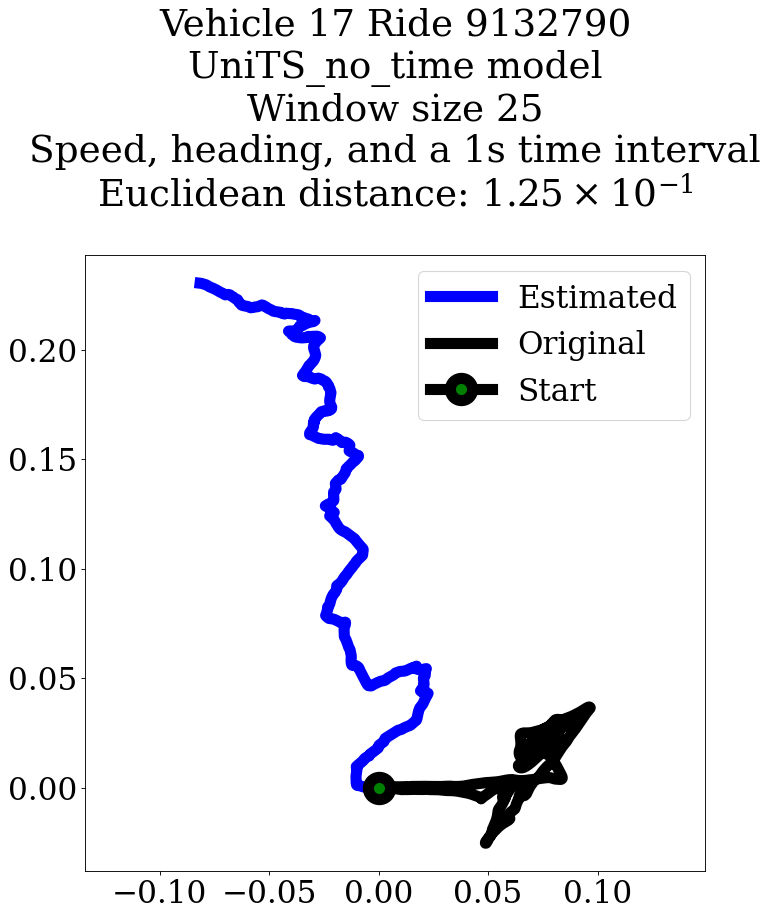 Vehicle 17 Ride 9132790
UniTS_no_time model
Window size 25
Speed, heading, and a 1s time interval
Euclidean distance: 1.25 × 10⁻¹
Estimated
Original
Start
0.20
0.15
0.10
0.05
0.00
−0.10 −0.05 0.00 0.05 0.10